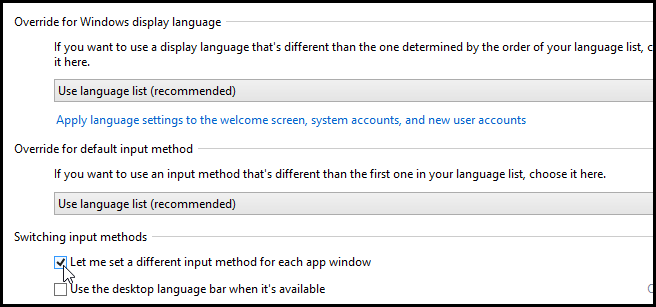 Override for Windows display language
If you want to use a display language that's different than the one determined by the order of your language list, c
it here.
Use language list (recommended)
Apply language settings to the welcome screen, system accounts, and new user accounts
Override for default input method
If you want to use an input method that's different than the first one in your language list, choose it here.
Use language list (recommended)
Switching input methods
Let me set a different input method for each app window
Use the desktop language bar when it's available